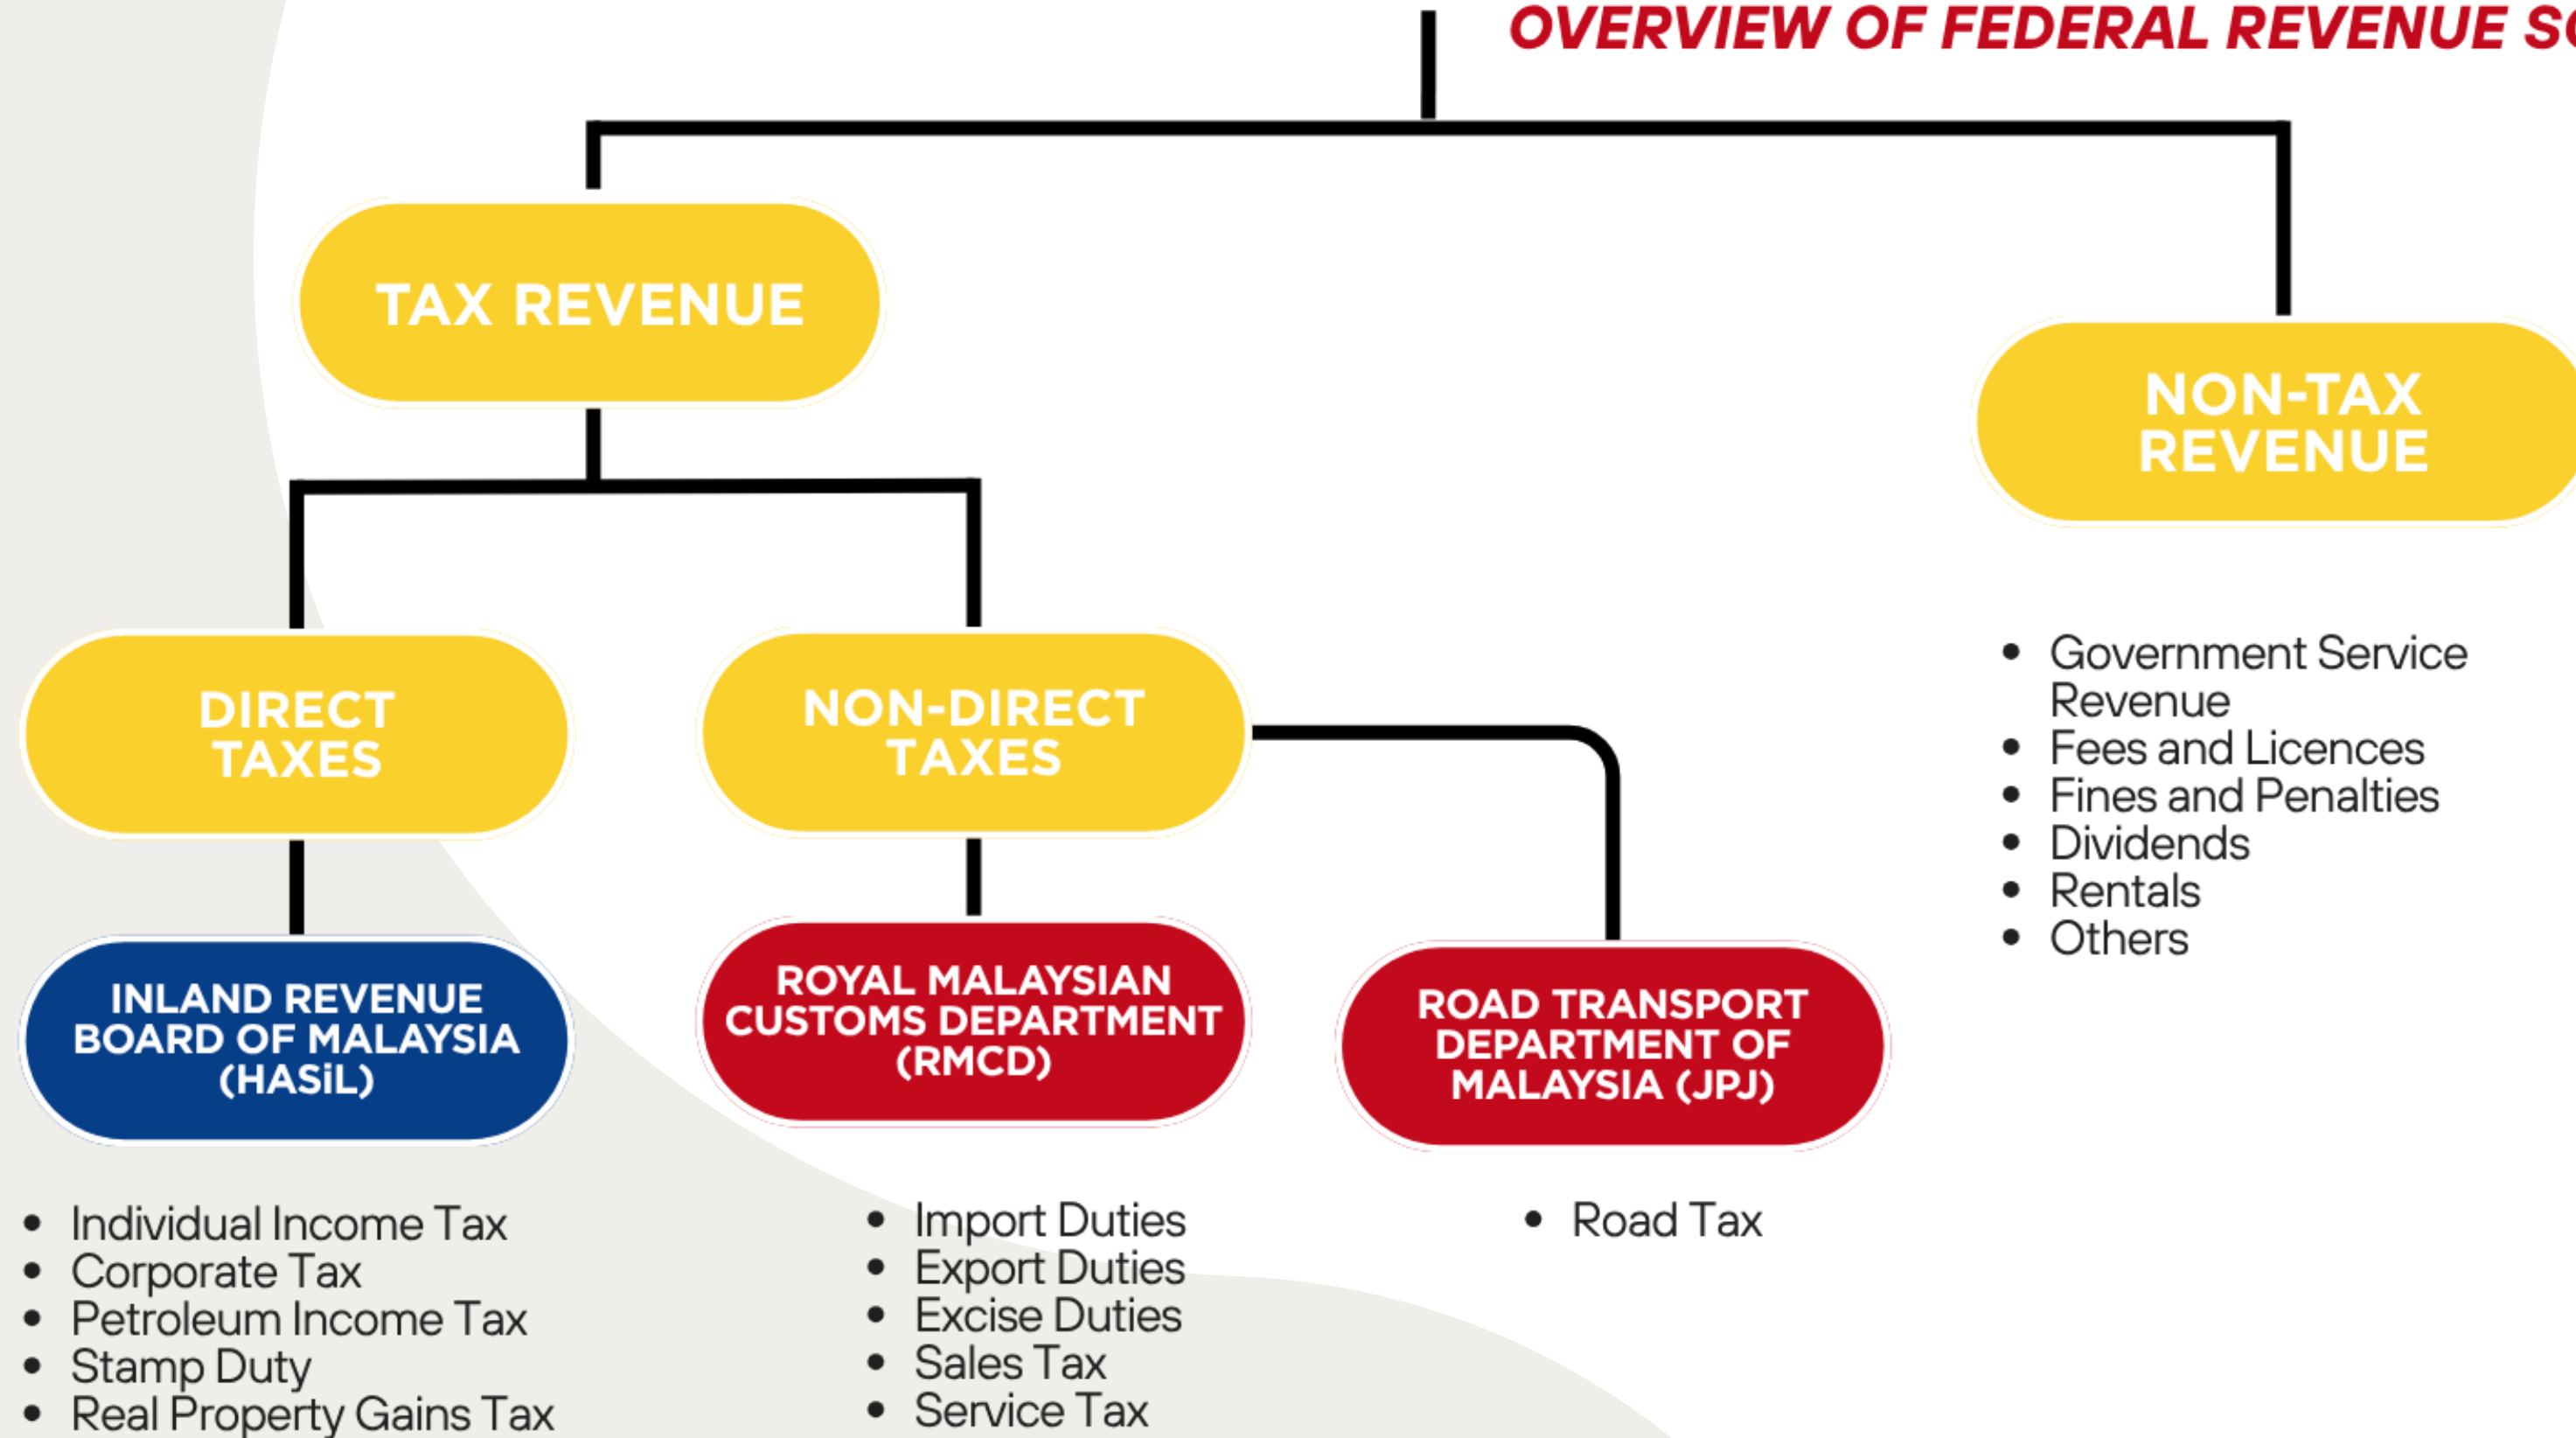 OVERVIEW OF FEDERAL REVENUE
TAX REVENUE
NON-TAX
REVENUE
DIRECT
TAXES
NON-DIRECT
TAXES
• Government Service
Revenue
• Fees and Licences
• Fines and Penalties
• Dividends
• Rentals
• Others
INLAND REVENUE
BOARD OF MALAYSIA
(HASiL)
ROYAL MALAYSIAN
CUSTOMS DEPARTMENT
(RMCD)
ROAD TRANSPORT
DEPARTMENT OF
MALAYSIA (JPJ)
• Individual Income Tax
• Corporate Tax
• Petroleum Income Tax
• Stamp Duty
• Real Property Gains Tax
• Import Duties
• Export Duties
• Excise Duties
• Sales Tax
• Service Tax
• Road Tax